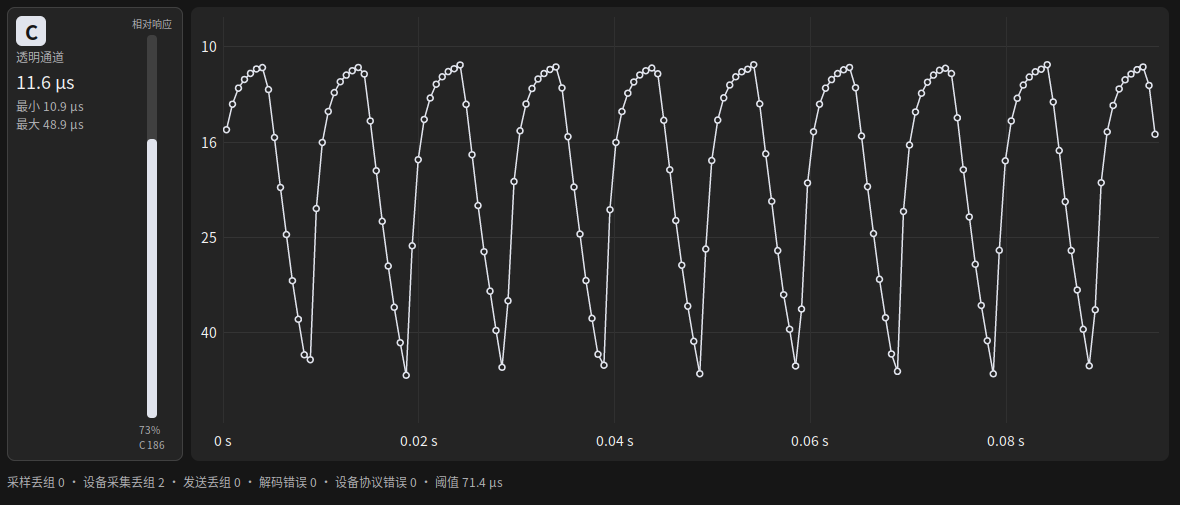 C
相对响应
透明通道
11.6 µs
最小 10.9 µs
最大 48.9 µs
73%
C 186
10
16
25
40
0 s
0.02 s
0.04 s
0.06 s
0.08 s
采样丢组 0 · 设备采集丢组 2 · 发送丢组 0 · 解码错误 0 · 设备协议错误 0 · 阈值 71.4 µs